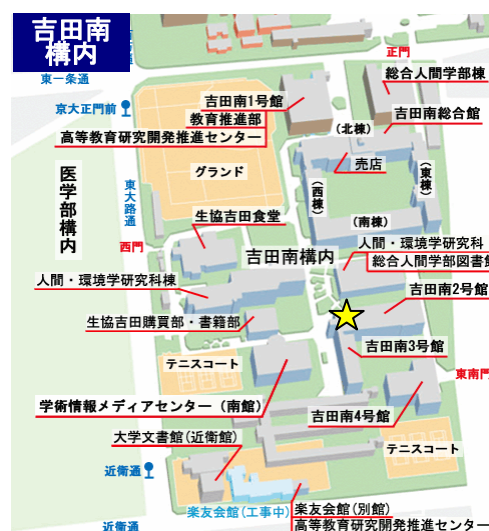 吉田南
構内
正門
東一条通
総合人間学部棟
京大正門前
吉田南1号館
教育推進部
高等教育研究開発推進センター
吉田南総合館
(北棟)
売店
グランド
(西棟)
(東棟)
医学部構内
東大路通
生協吉田食堂
(南棟)
西門
吉田南構内
人間・環境学研究科
総合人間学部図書館
人間・環境学研究科棟
吉田南2号館
生協吉田購買部・書籍部
吉田南3号館
テニスコート
東南門
学術情報メディアセンター(南館)
吉田南4号館
大学文書館(近衛館)
テニスコート
近衛通
楽友会館(工事中)
楽友会館(別館)
高等教育研究開発推進センター
近衛通